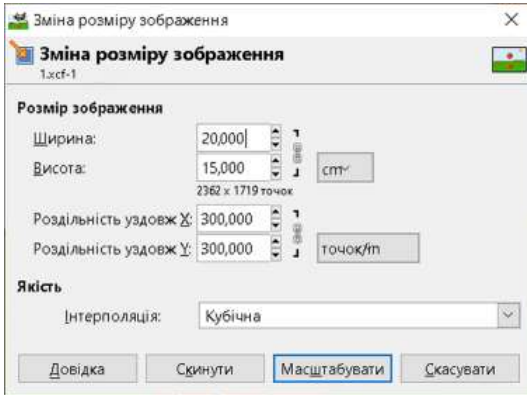 Зміна розміру зображення
Зміна розміру зображення
1.xcf-1
Розмір зображення
Ширина: 20,000
Висота: 15,000 cm
2362 x 1719 точок
Роздільність уздовж X: 300,000
Роздільність уздовж Y: 300,000 точок/in
Якість
Інтерполяція: Кубічна
Довідка Скинути Масштабувати Скасувати